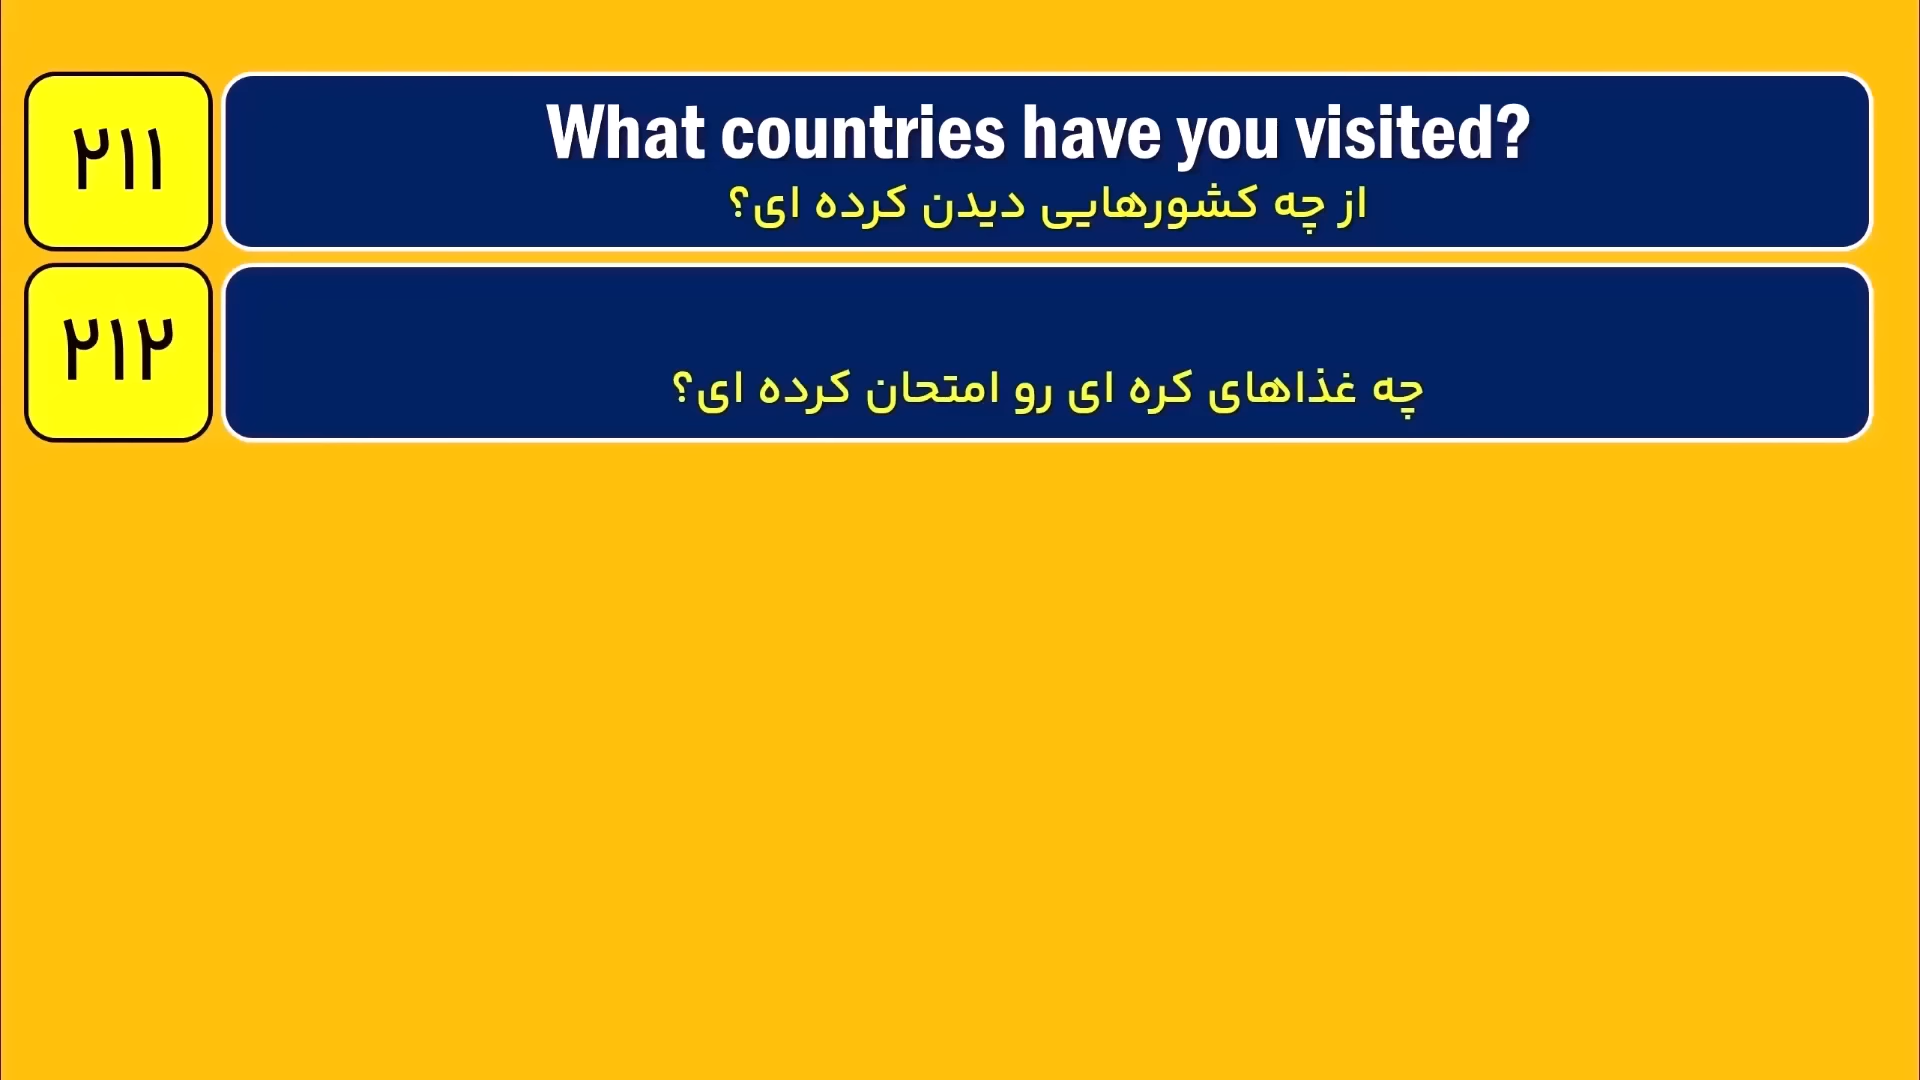 ۲۱۱
What countries have you visited?
از چه کشورهایی دیدن کرده ای؟
۲۱۲
چه غذاهای کره ای رو امتحان کرده ای؟